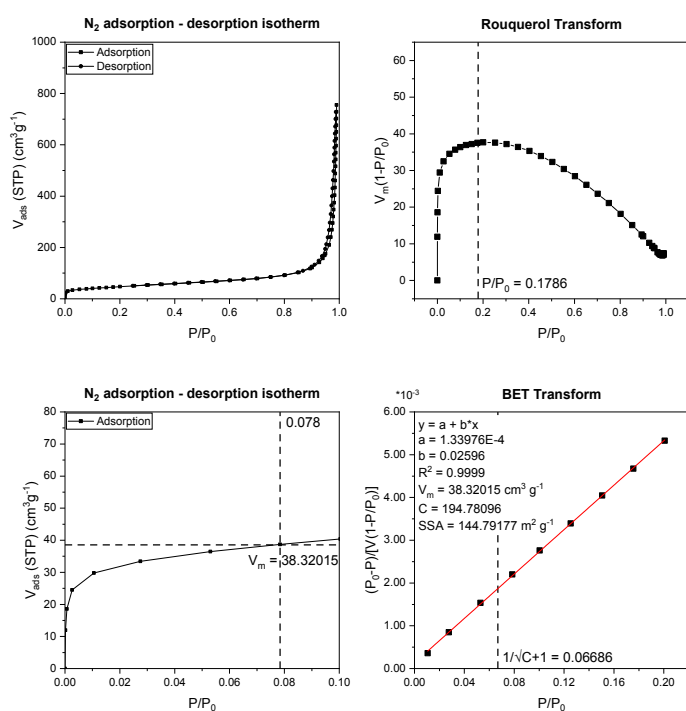 N₂ adsorption - desorption isotherm
Adsorption
Desorption
V_ads (STP) (cm³g⁻¹)
1000
800
600
400
200
0
0.0 0.2 0.4 0.6 0.8 1.0
P/P₀
Rouquerol Transform
V_m(1-P/P₀)
60
50
40
30
20
10
0
P/P₀ = 0.1786
0.0 0.2 0.4 0.6 0.8 1.0
P/P₀
N₂ adsorption - desorption isotherm
Adsorption
0.078
V_ads (STP) (cm³g⁻¹)
80
70
60
50
40
30
20
10
0
V_m = 38.32015
0.00 0.02 0.04 0.06 0.08 0.10
P/P₀
BET Transform
*10⁻³
(P₀-P)/[V(1-P/P₀)]
6.00
5.00
4.00
3.00
2.00
1.00
0.00
y = a + b*x
a = 1.33976E-4
b = 0.02596
R² = 0.9999
V_m = 38.32015 cm³ g⁻¹
C = 194.78096
SSA = 144.79177 m² g⁻¹
1/√C+1 = 0.06686
0.00 0.04 0.08 0.12 0.16 0.20
P/P₀